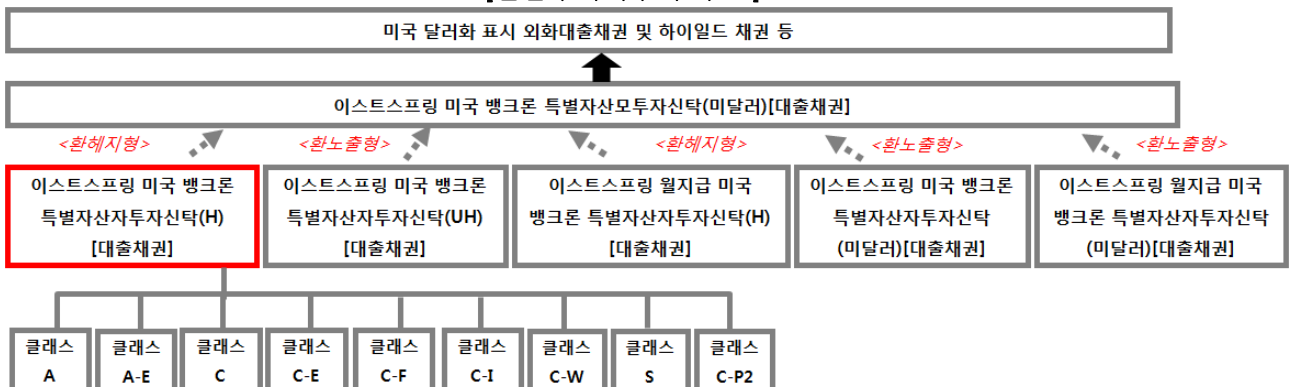 미국 달러화 표시 외화대출채권 및 하이일드 채권 등
이스트스프링 미국 뱅크론 특별자산모투자신탁(미달러)[대출채권]
<환헤지형>
<환노출형>
<환헤지형>
<환노출형>
<환노출형>
이스트스프링 미국 뱅크론
특별자산자투자신탁(H)
[대출채권]
이스트스프링 미국 뱅크론
특별자산자투자신탁(UH)
[대출채권]
이스트스프링 월지급 미국
뱅크론 특별자산자투자신탁(H)
[대출채권]
이스트스프링 미국 뱅크론
특별자산자투자신탁
(미달러)[대출채권]
이스트스프링 월지급 미국
뱅크론 특별자산자투자신탁
(미달러)[대출채권]
클래스
A
클래스
A-E
클래스
C
클래스
C-E
클래스
C-F
클래스
C-I
클래스
C-W
클래스
S
클래스
C-P2